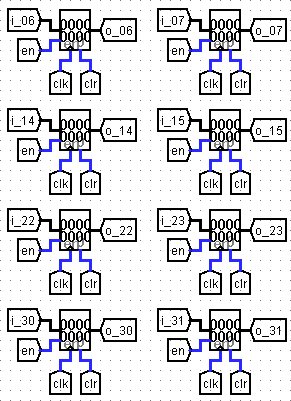 i_06 0000 o_06 i_07 0000 o_07
en 0000 en 0000
clk clr clk clr
i_14 0000 o_14 i_15 0000 o_15
en 0000 en 0000
clk clr clk clr
i_22 0000 o_22 i_23 0000 o_23
en 0000 en 0000
clk clr clk clr
i_30 0000 o_30 i_31 0000 o_31
en 0000 en 0000
clk clr clk clr